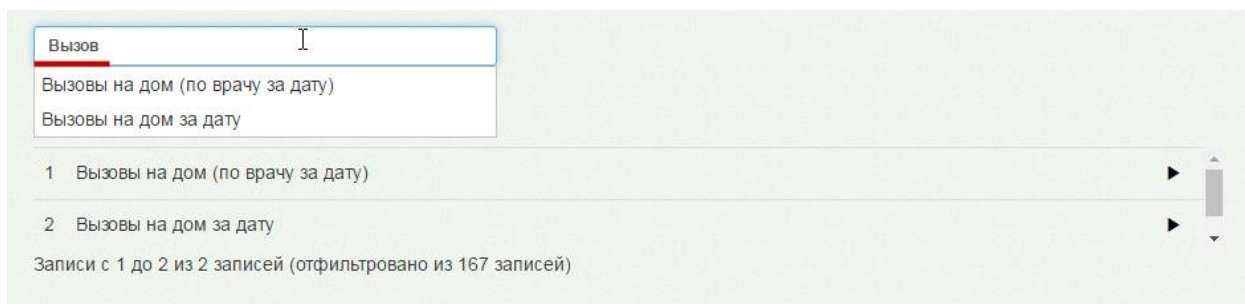 Вызов
Вызовы на дом (по врачу за дату)
Вызовы на дом за дату
1 Вызовы на дом (по врачу за дату)
2 Вызовы на дом за дату
Записи с 1 до 2 из 2 записей (отфильтровано из 167 записей)